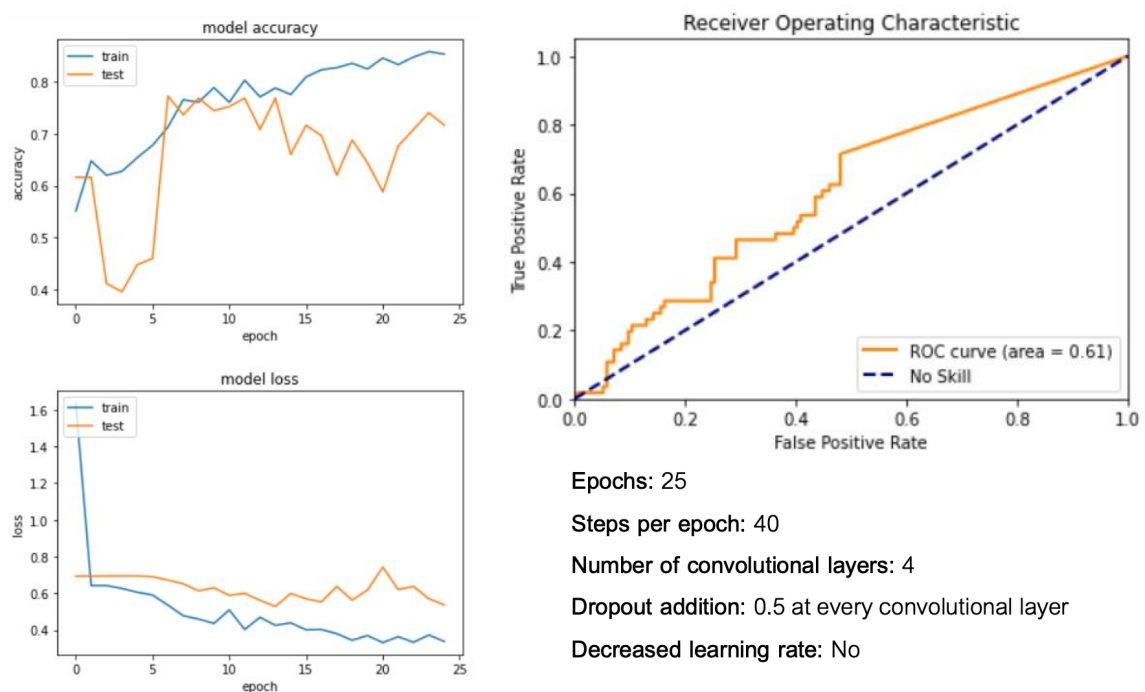 model accuracy
train
test
0.8
0.7
0.6
0.5
0.4
accuracy
0 5 10 15 20 25
epoch
model loss
train
test
1.6
1.4
1.2
1.0
0.8
0.6
0.4
loss
0 5 10 15 20 25
epoch
Receiver Operating Characteristic
1.0
0.8
0.6
0.4
0.2
0.0
True Positive Rate
ROC curve (area = 0.61)
No Skill
0.0 0.2 0.4 0.6 0.8 1.0
False Positive Rate
Epochs: 25
Steps per epoch: 40
Number of convolutional layers: 4
Dropout addition: 0.5 at every convolutional layer
Decreased learning rate: No